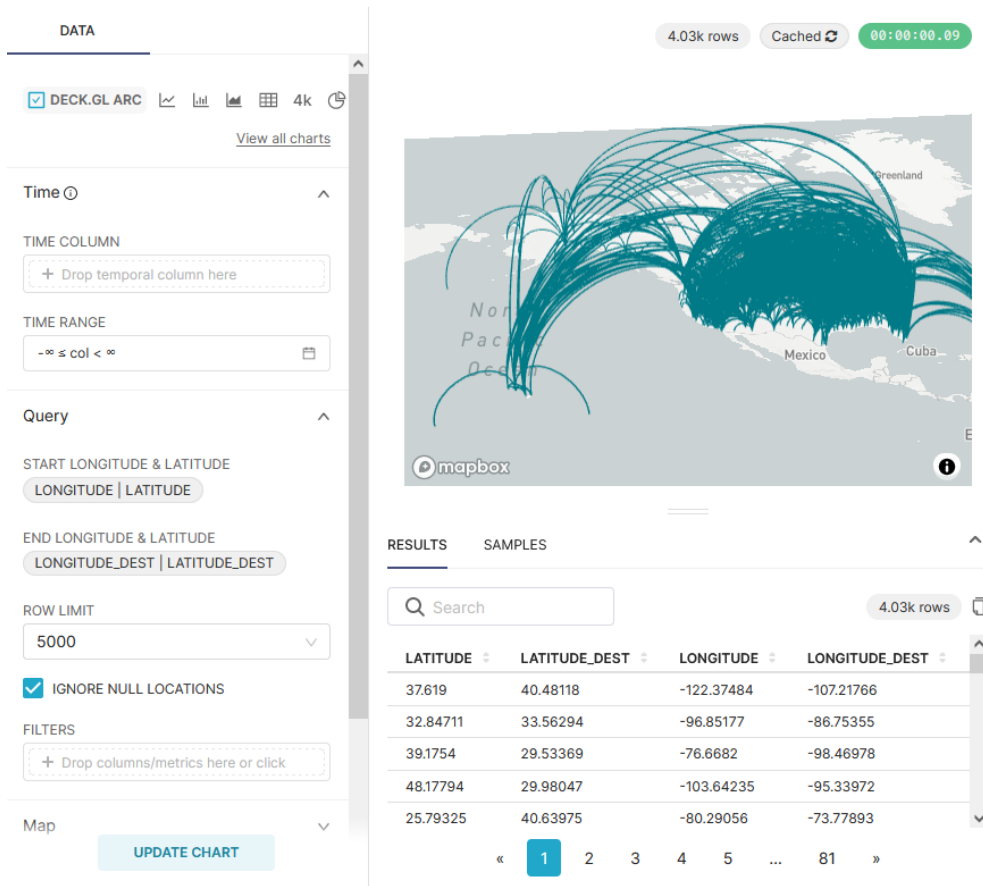 DATA
DECK.GL ARC
4k
View all charts
Time
TIME COLUMN
+ Drop temporal column here
TIME RANGE
-∞ ≤ col < ∞
Query
START LONGITUDE & LATITUDE
LONGITUDE | LATITUDE
END LONGITUDE & LATITUDE
LONGITUDE_DEST | LATITUDE_DEST
ROW LIMIT
5000
IGNORE NULL LOCATIONS
FILTERS
+ Drop columns/metrics here or click
Map
UPDATE CHART
4.03k rows Cached 00:00:00.09
Greenland
Mexico
Cuba
mapbox
RESULTS SAMPLES
Search
4.03k rows
LATITUDE LATITUDE_DEST LONGITUDE LONGITUDE_DEST
37.619 40.48118 -122.37484 -107.21766
32.84711 33.56294 -96.85177 -86.75355
39.1754 29.53369 -76.6682 -98.46978
48.17794 29.98047 -103.64235 -95.33972
25.79325 40.63975 -80.29056 -73.77893
« 1 2 3 4 5 ... 81 »